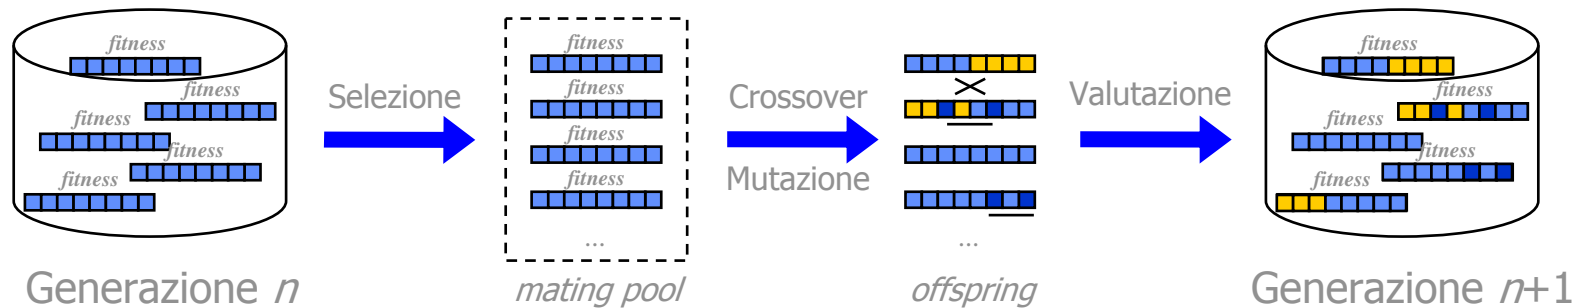 fitness
fitness
fitness
fitness
fitness
Generazione n
Selezione
fitness
fitness
fitness
fitness
...
mating pool
Crossover
Mutazione
...
offspring
Valutazione
fitness
fitness
fitness
fitness
fitness
Generazione n+1